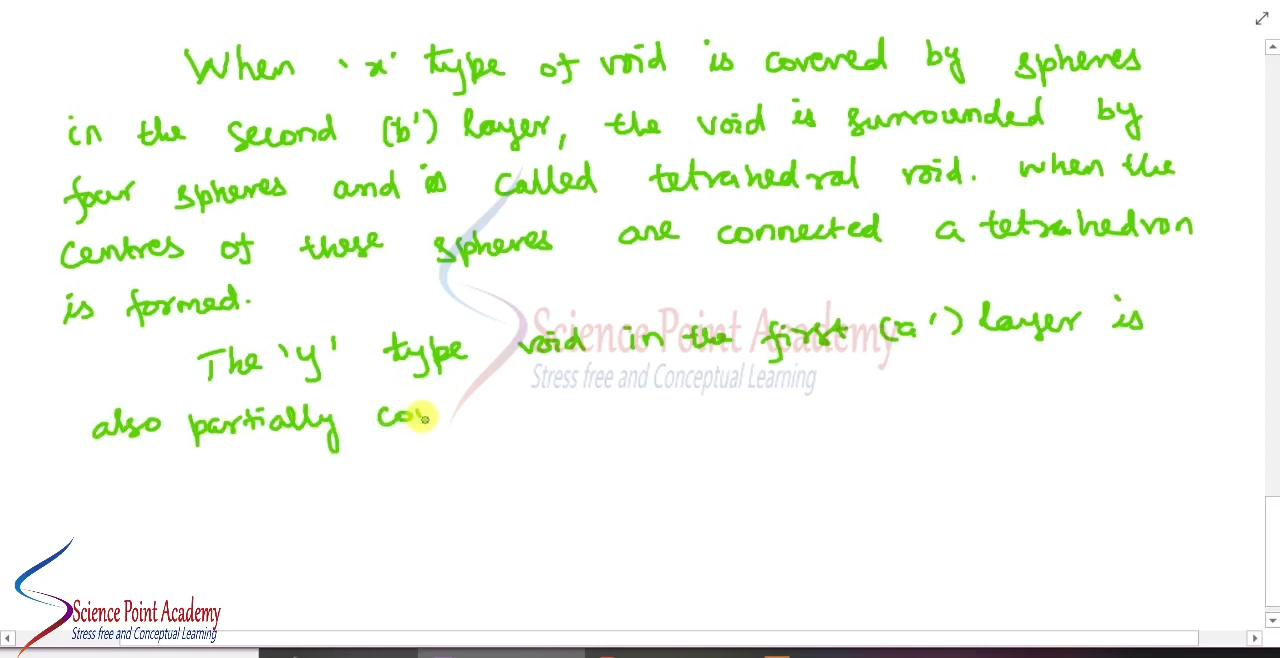 When 'x' type of void is covered by spheres
in the second (b') layer, the void is surrounded by
four spheres and is called tetrahedral void. When the
centres of these spheres are connected a tetrahedron
is formed.
The 'y' type void in the first (a') layer is
also partially cov
Science Point Academy
Stress free and Conceptual Learning
Science Point Academy
Stress free and Conceptual Learning